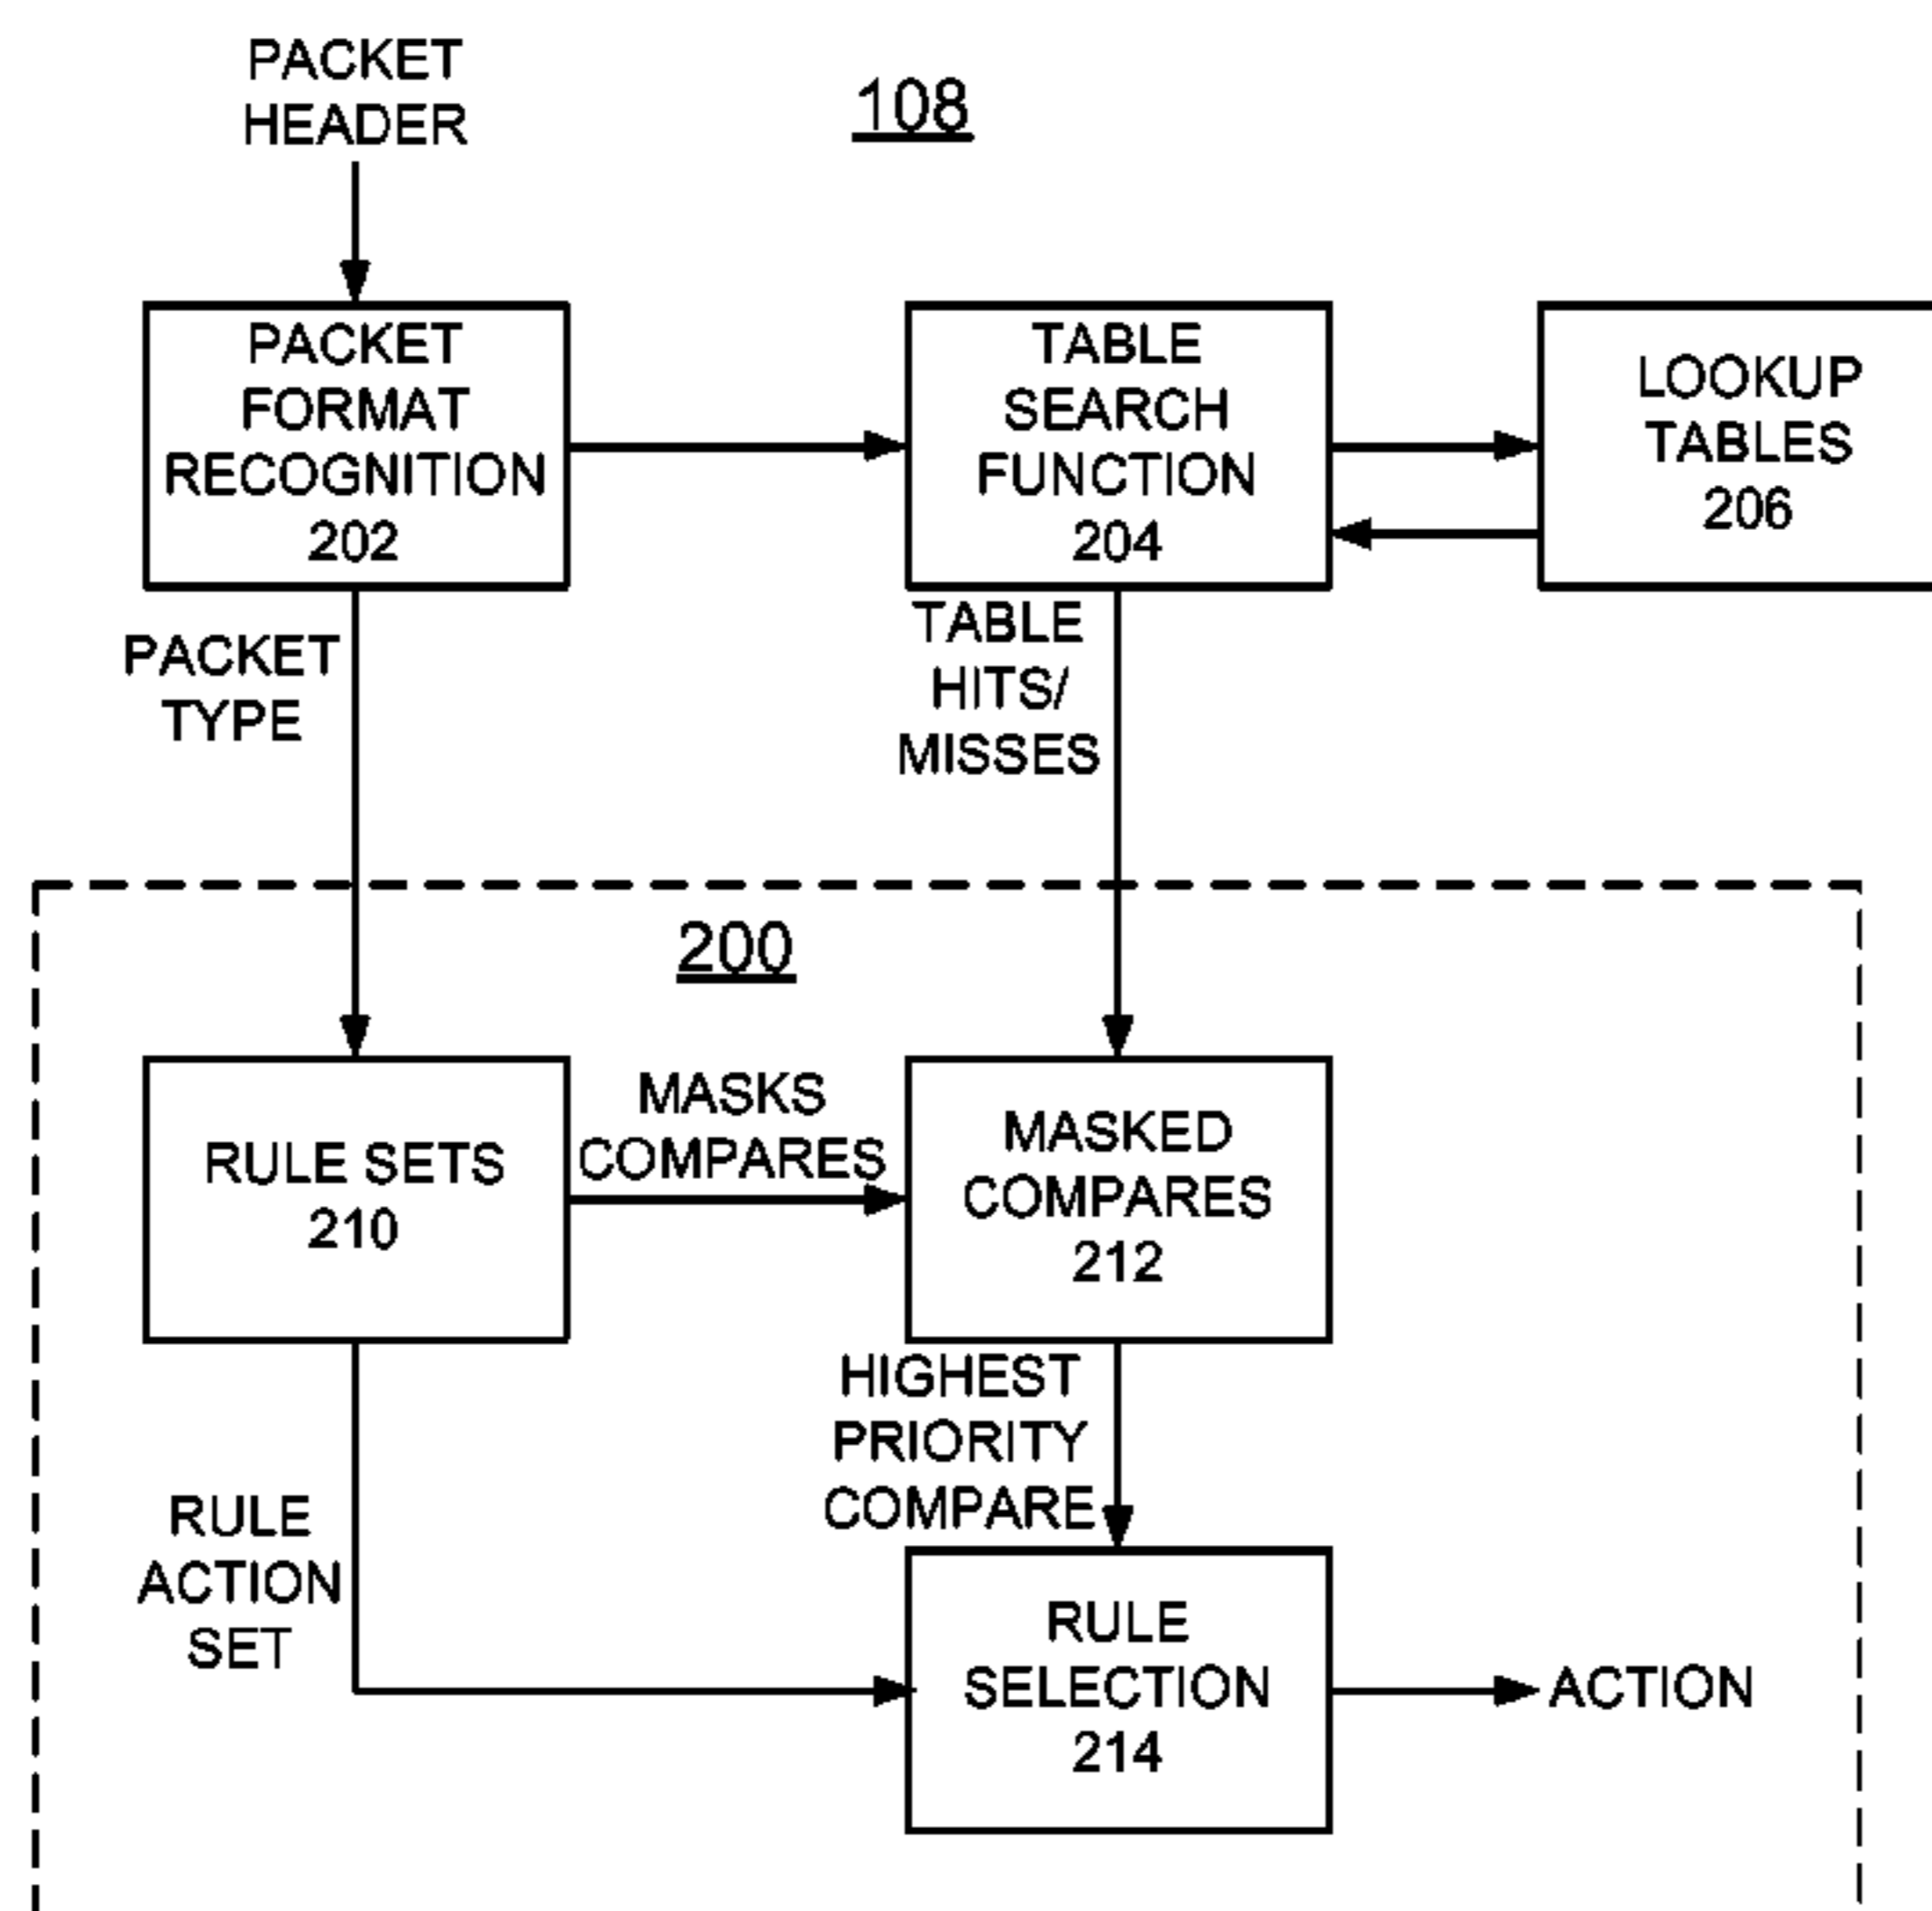 PACKET
HEADER
108
PACKET
FORMAT
RECOGNITION
202
TABLE
SEARCH
FUNCTION
204
LOOKUP
TABLES
206
PACKET
TYPE
TABLE
HITS/
MISSES
200
RULE SETS
210
MASKS
COMPARES
MASKED
COMPARES
212
HIGHEST
PRIORITY
COMPARE
RULE
ACTION
SET
RULE
SELECTION
214
ACTION